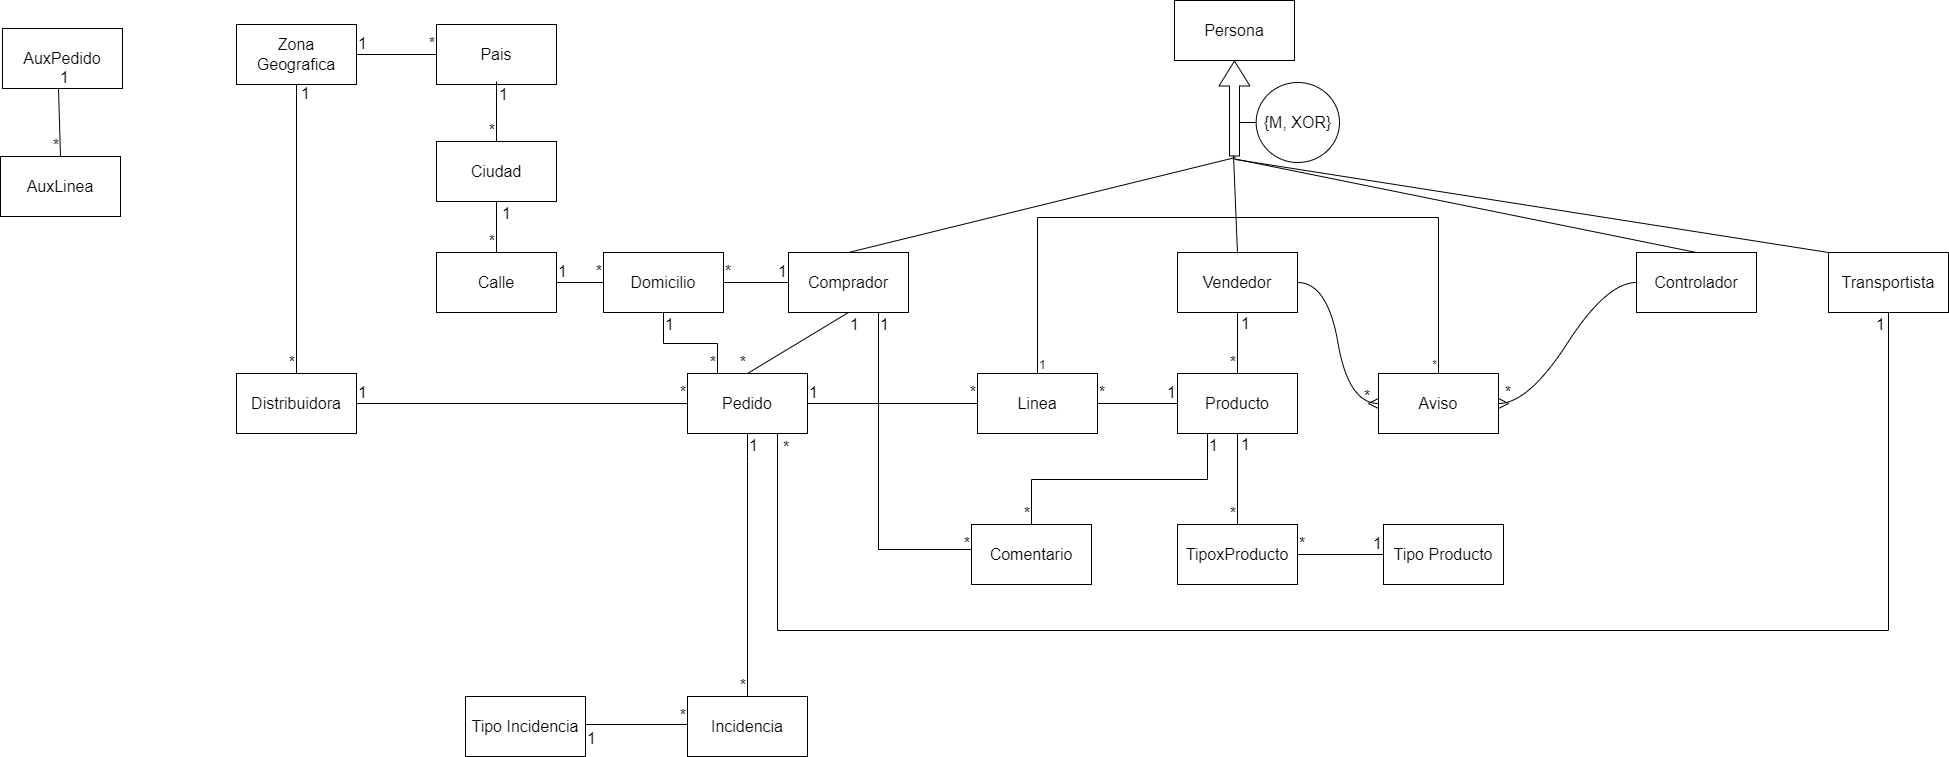 Persona
AuxPedido
1
Zona
Geografica
1
*
Pais
1
1
{M, XOR}
*
*
AuxLinea
Ciudad
1
*
Calle
1
*
Domicilio
*
1
Comprador
Vendedor
Controlador
Transportista
1
1
1
1
1
*
*
*
*
1
*
*
1
*
1
*
*
1
*
*
Distribuidora
Pedido
Linea
Producto
Aviso
1
*
1
1
*
*
*
*
1
Comentario
TipoxProducto
Tipo Producto
*
*
Tipo Incidencia
1
Incidencia